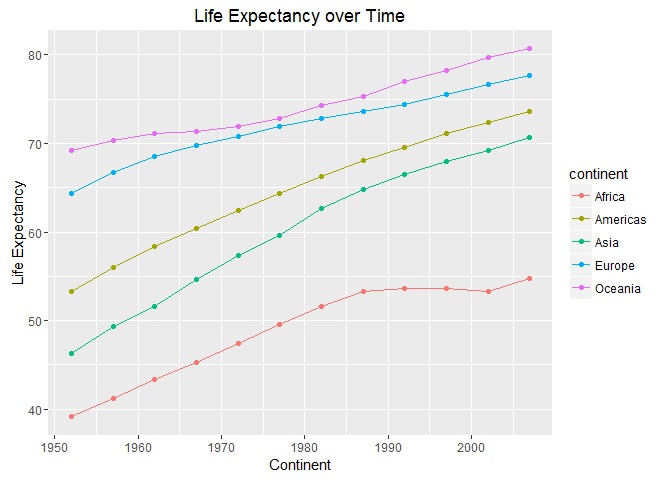 Life Expectancy over Time
Life Expectancy
80
70
60
50
40
1950 1960 1970 1980 1990 2000
Continent
continent
Africa
Americas
Asia
Europe
Oceania